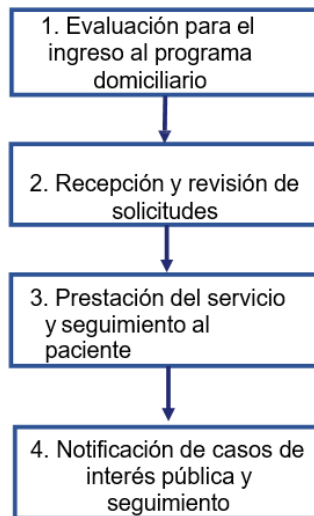 1. Evaluación para el
ingreso al programa
domiciliario
2. Recepción y revisión de
solicitudes
3. Prestación del servicio
y seguimiento al
paciente
4. Notificación de casos de
interés pública y
seguimiento